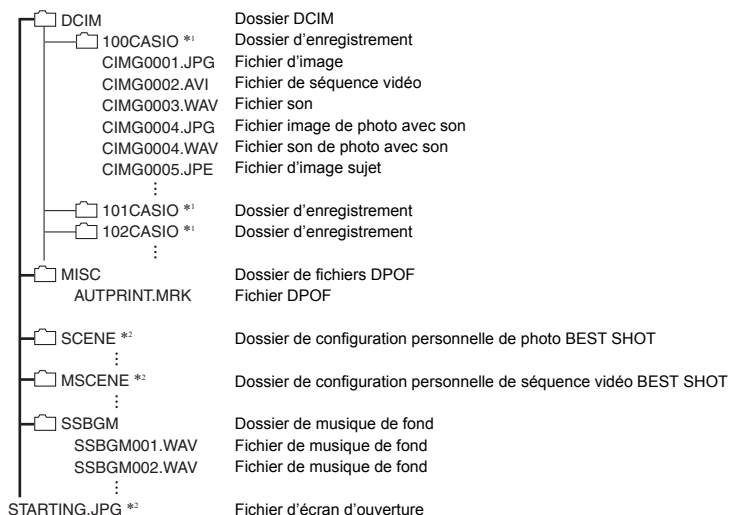 DCIM Dossier DCIM
100CASIO *1 Dossier d’enregistrement
CIMG0001.JPG Fichier d’image
CIMG0002.AVI Fichier de séquence vidéo
CIMG0003.WAV Fichier son
CIMG0004.JPG Fichier image de photo avec son
CIMG0004.WAV Fichier son de photo avec son
CIMG0005.JPE Fichier d’image sujet
⋮
101CASIO *1 Dossier d’enregistrement
102CASIO *1 Dossier d’enregistrement
⋮
MISC Dossier de fichiers DPOF
AUTPRINT.MRK Fichier DPOF
SCENE *2 Dossier de configuration personnelle de photo BEST SHOT
⋮
MSCENE *2 Dossier de configuration personnelle de séquence vidéo BEST SHOT
⋮
SSBGM Dossier de musique de fond
SSBGM001.WAV Fichier de musique de fond
SSBGM002.WAV Fichier de musique de fond
⋮
STARTING.JPG *2 Fichier d’écran d’ouverture